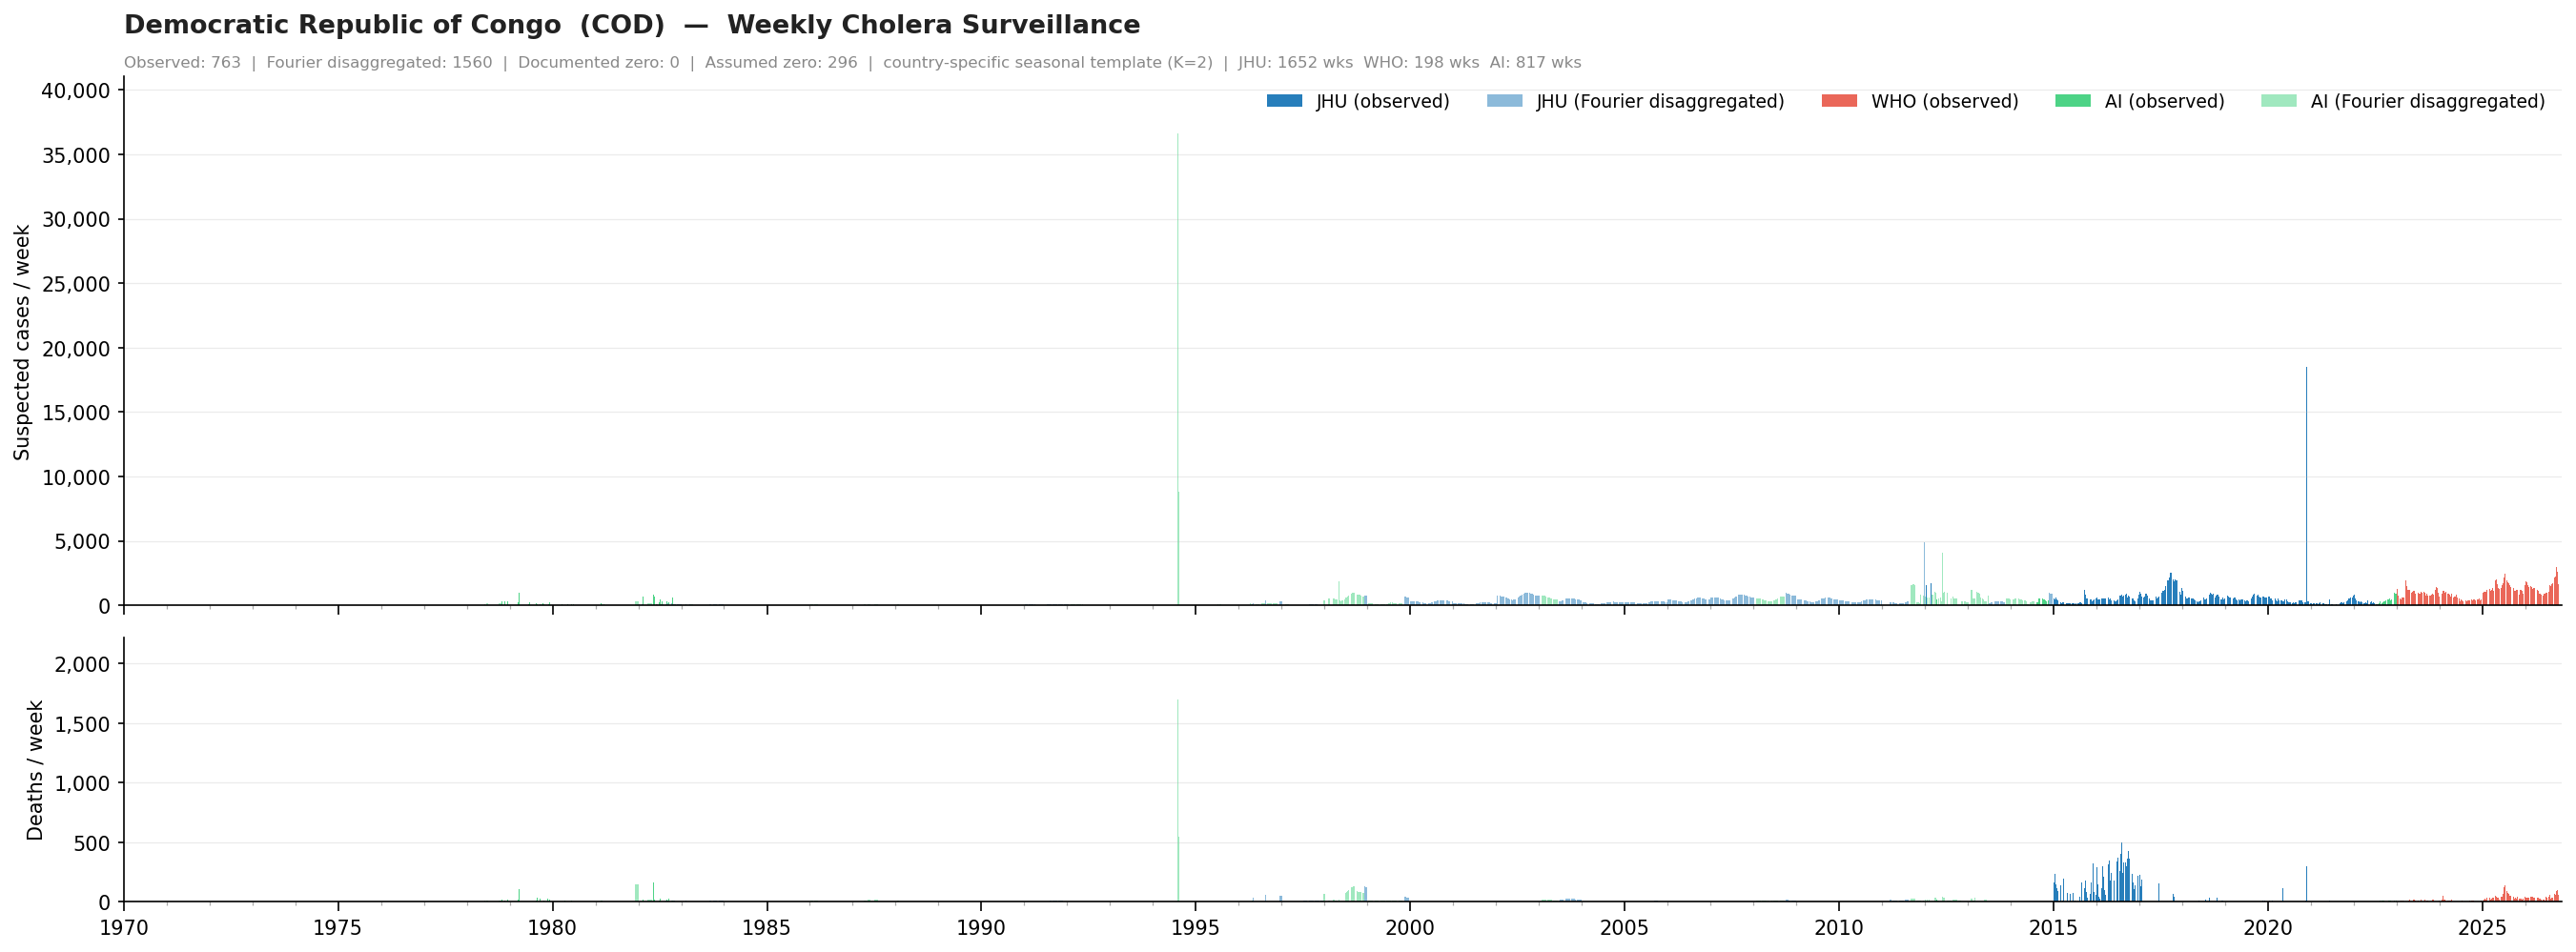 Democratic Republic of Congo  (COD)  —  Weekly Cholera Surveillance
Observed: 763  |  Fourier disaggregated: 1560  |  Documented zero: 0  |  Assumed zero: 296  |  country-specific seasonal template (K=2)  |  JHU: 1652 wks  WHO: 198 wks  AI: 817 wks
JHU (observed)  JHU (Fourier disaggregated)  WHO (observed)  AI (observed)  AI (Fourier disaggregated)
Suspected cases / week
40,000
35,000
30,000
25,000
20,000
15,000
10,000
5,000
0
Deaths / week
2,000
1,500
1,000
500
0
1970  1975  1980  1985  1990  1995  2000  2005  2010  2015  2020  2025